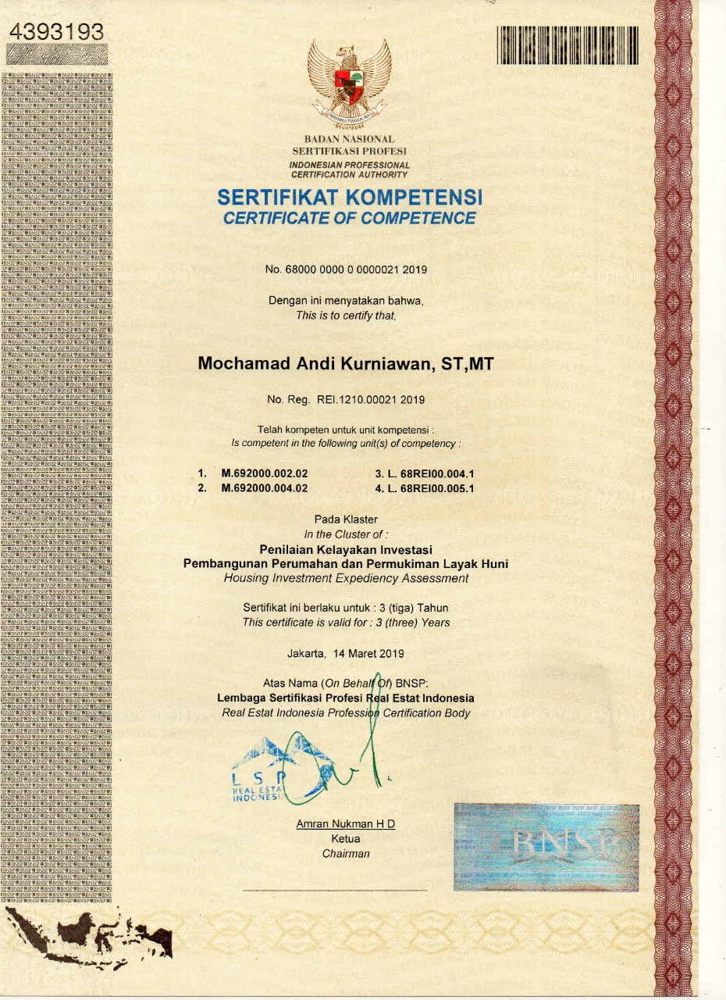 4393193
BHINNEKA TUNGGAL IKA
BADAN NASIONAL
SERTIFIKASI PROFESI
INDONESIAN PROFESSIONAL
CERTIFICATION AUTHORITY
SERTIFIKAT KOMPETENSI
CERTIFICATE OF COMPETENCE
No. 68000 0000 0 0000021 2019
Dengan ini menyatakan bahwa,
This is to certify that,
Mochamad Andi Kurniawan, ST,MT
No. Reg. REI.1210.00021 2019
Telah kompeten untuk unit kompetensi :
Is competent in the following unit(s) of competency :
1. M.692000.002.02 3. L. 68REI00.004.1
2. M.692000.004.02 4. L. 68REI00.005.1
Pada Klaster
In the Cluster of :
Penilaian Kelayakan Investasi
Pembangunan Perumahan dan Permukiman Layak Huni
Housing Investment Expediency Assessment
Sertifikat ini berlaku untuk : 3 (tiga) Tahun
This certificate is valid for : 3 (three) Years
Jakarta, 14 Maret 2019
Atas Nama (On Behalf Of) BNSP:
Lembaga Sertifikasi Profesi Real Estat Indonesia
Real Estat Indonesia Profession Certification Body
L S P
REAL ESTA
INDONESI
Amran Nukman H D
Ketua
Chairman
BNSP